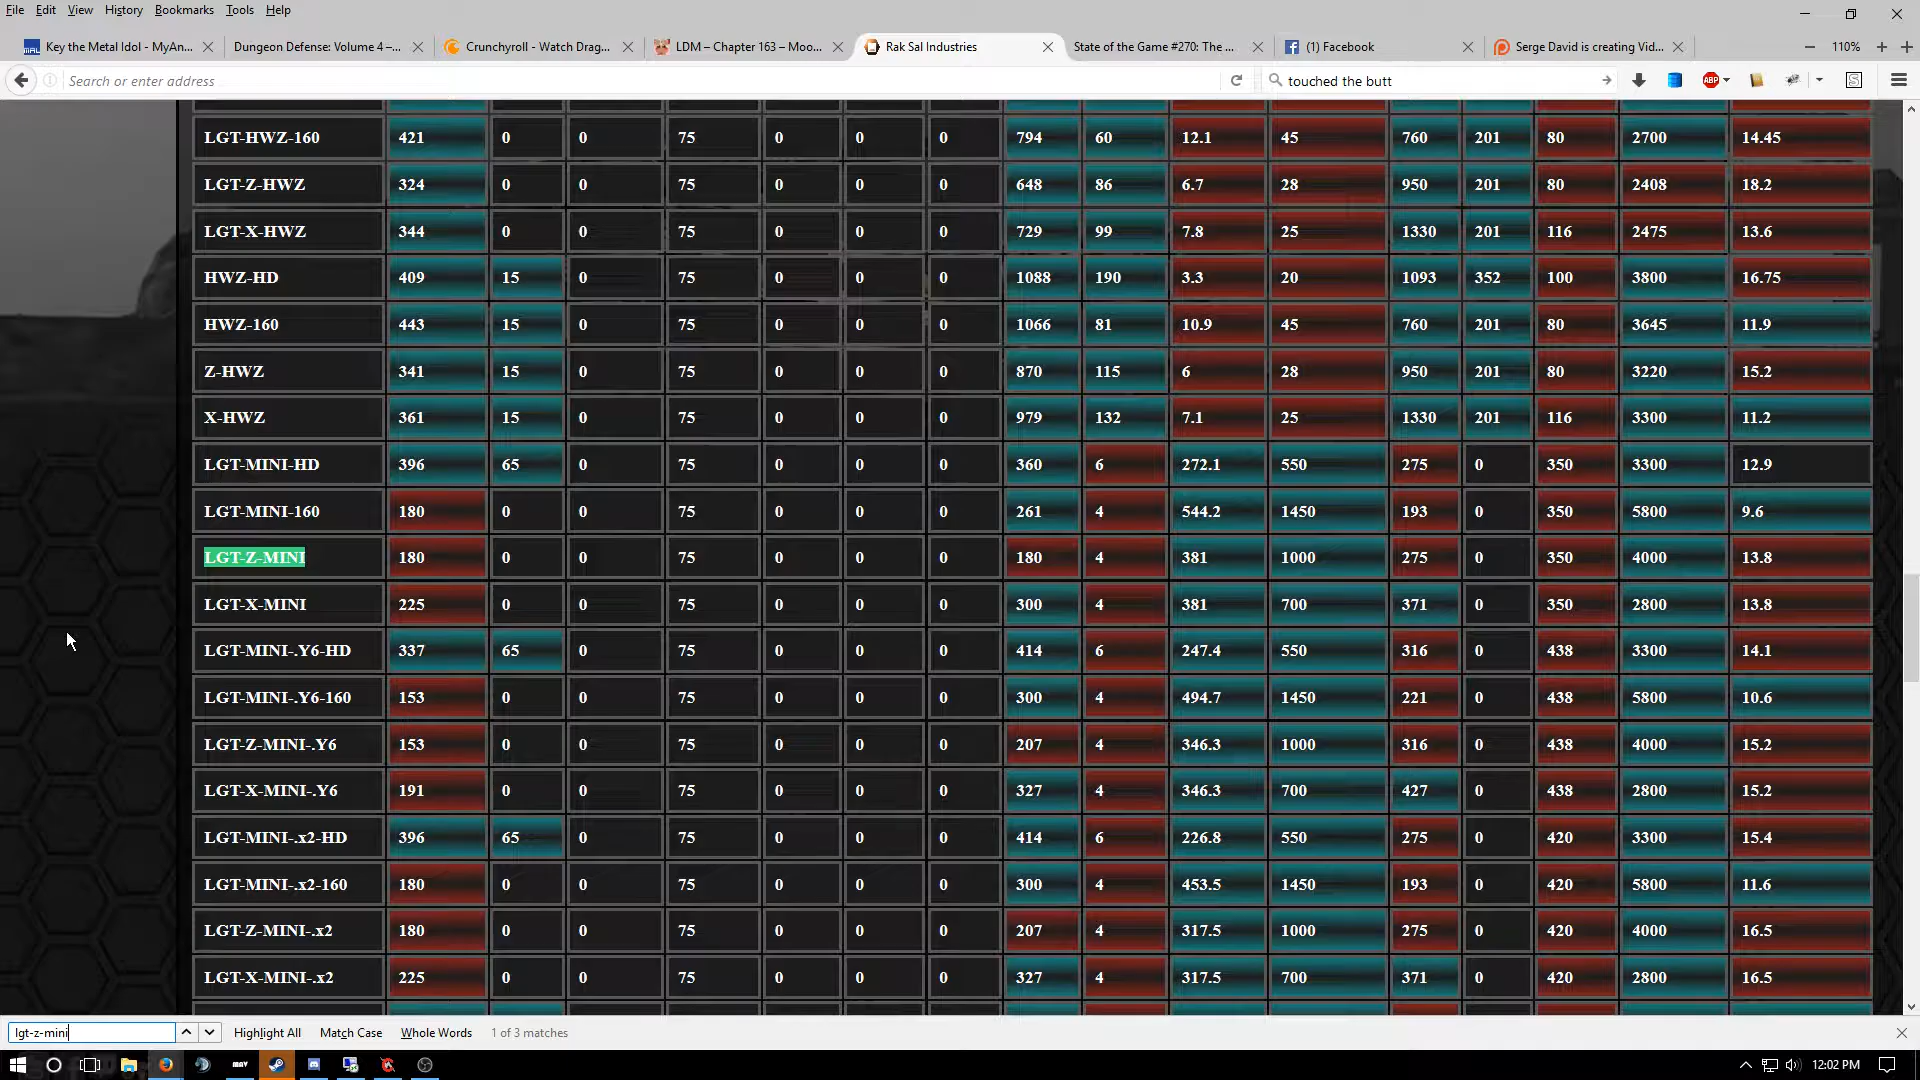 File Edit View History Bookmarks Tools Help
Key the Metal Idol - MyAn... Dungeon Defense: Volume 4 –... Crunchyroll - Watch Drag... LDM – Chapter 163 – Moo... Rak Sal Industries State of the Game #270: The ... (1) Facebook Serge David is creating Vid... 110%
Search or enter address touched the butt
LGT-HWZ-160 421 0 0 75 0 0 0 794 60 12.1 45 760 201 80 2700 14.45
LGT-Z-HWZ 324 0 0 75 0 0 0 648 86 6.7 28 950 201 80 2408 18.2
LGT-X-HWZ 344 0 0 75 0 0 0 729 99 7.8 25 1330 201 116 2475 13.6
HWZ-HD 409 15 0 75 0 0 0 1088 190 3.3 20 1093 352 100 3800 16.75
HWZ-160 443 15 0 75 0 0 0 1066 81 10.9 45 760 201 80 3645 11.9
Z-HWZ 341 15 0 75 0 0 0 870 115 6 28 950 201 80 3220 15.2
X-HWZ 361 15 0 75 0 0 0 979 132 7.1 25 1330 201 116 3300 11.2
LGT-MINI-HD 396 65 0 75 0 0 0 360 6 272.1 550 275 0 350 3300 12.9
LGT-MINI-160 180 0 0 75 0 0 0 261 4 544.2 1450 193 0 350 5800 9.6
LGT-Z-MINI 180 0 0 75 0 0 0 180 4 381 1000 275 0 350 4000 13.8
LGT-X-MINI 225 0 0 75 0 0 0 300 4 381 700 371 0 350 2800 13.8
LGT-MINI-.Y6-HD 337 65 0 75 0 0 0 414 6 247.4 550 316 0 438 3300 14.1
LGT-MINI-.Y6-160 153 0 0 75 0 0 0 300 4 494.7 1450 221 0 438 5800 10.6
LGT-Z-MINI-.Y6 153 0 0 75 0 0 0 207 4 346.3 1000 316 0 438 4000 15.2
LGT-X-MINI-.Y6 191 0 0 75 0 0 0 327 4 346.3 700 427 0 438 2800 15.2
LGT-MINI-.x2-HD 396 65 0 75 0 0 0 414 6 226.8 550 275 0 420 3300 15.4
LGT-MINI-.x2-160 180 0 0 75 0 0 0 300 4 453.5 1450 193 0 420 5800 11.6
LGT-Z-MINI-.x2 180 0 0 75 0 0 0 207 4 317.5 1000 275 0 420 4000 16.5
LGT-X-MINI-.x2 225 0 0 75 0 0 0 327 4 317.5 700 371 0 420 2800 16.5
lgt-z-mini Highlight All Match Case Whole Words 1 of 3 matches
12:02 PM